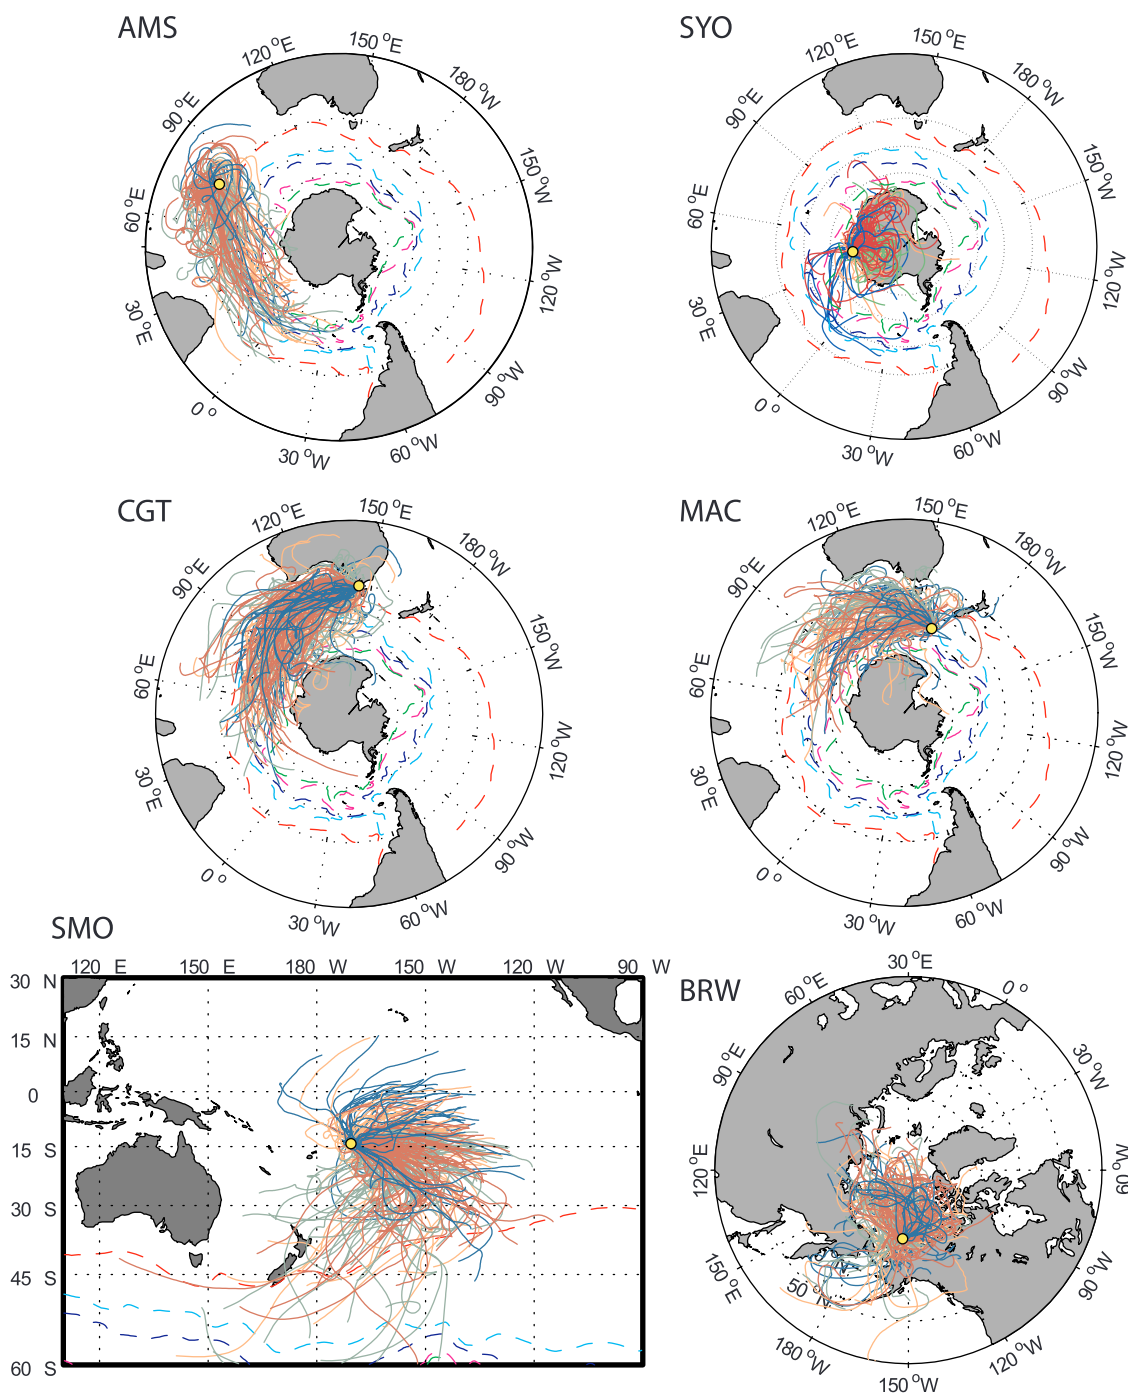 AMS
120 °E
150 °E
180 °W
150 °W
120 °W
90 °W
60 °W
30 °W
0 °
30 °E
60 °E
90 °E
SYO
120 °E
150 °E
180 °W
150 °W
120 °W
90 °W
60 °W
30 °W
0 °
30 °E
60 °E
90 °E
CGT
120 °E
150 °E
180 °W
150 °W
120 °W
90 °W
60 °W
30 °W
0 °
30 °E
60 °E
90 °E
MAC
120 °E
150 °E
180 °W
150 °W
120 °W
90 °W
60 °W
30 °W
0 °
30 °E
60 °E
90 °E
SMO
120 E 150 E 180 W 150 W 120 W 90 W
30 N
15 N
0
15 S
30 S
45 S
60 S
BRW
30 °E
0 °
30 °W
60 °W
90 °W
120 °W
150 °W
180 °W
150 °E
120 °E
90 °E
60 °E
50 °N